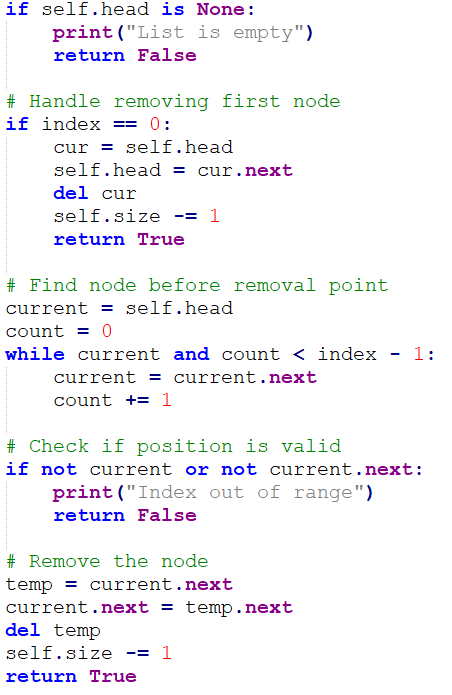 if self.head is None:
    print("List is empty")
    return False

# Handle removing first node
if index == 0:
    cur = self.head
    self.head = cur.next
    del cur
    self.size -= 1
    return True

# Find node before removal point
current = self.head
count = 0
while current and count < index - 1:
    current = current.next
    count += 1

# Check if position is valid
if not current or not current.next:
    print("Index out of range")
    return False

# Remove the node
temp = current.next
current.next = temp.next
del temp
self.size -= 1
return True